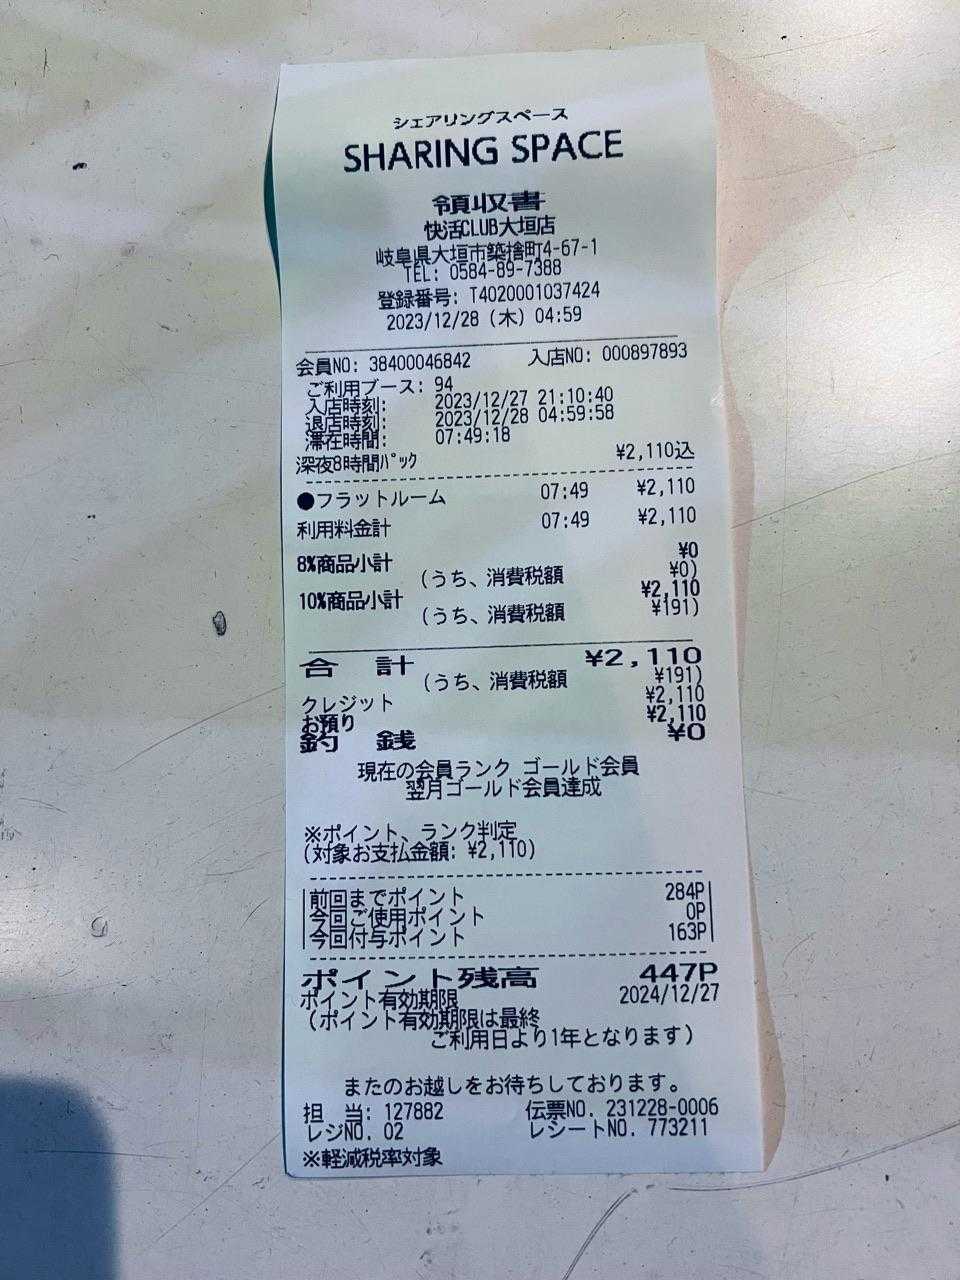 シェアリングスペース
SHARING SPACE
領収書
快活CLUB大垣店
岐阜県大垣市築捨町4-67-1
TEL: 0584-89-7388
登録番号: T4020001037424
2023/12/28 (木) 04:59
会員NO: 38400046842 入店NO: 000897893
ご利用ブース: 94
入店時刻: 2023/12/27 21:10:40
退店時刻: 2023/12/28 04:59:58
滞在時間: 07:49:18
深夜8時間ﾊﾟｯｸ ¥2,110込
●フラットルーム 07:49 ¥2,110
利用料金計 07:49 ¥2,110
8%商品小計 ¥0
(うち、消費税額 ¥0)
10%商品小計 ¥2,110
(うち、消費税額 ¥191)
合 計 ¥2,110
(うち、消費税額 ¥191)
クレジット ¥2,110
お預り ¥2,110
釣 銭 ¥0
現在の会員ランク ゴールド会員
翌月ゴールド会員達成
※ポイント、ランク判定
(対象お支払金額: ¥2,110)
前回までポイント 284P
今回ご使用ポイント 0P
今回付与ポイント 163P
ポイント残高 447P
ポイント有効期限 2024/12/27
(ポイント有効期限は最終
ご利用日より1年となります)
またのお越しをお待ちしております。
担 当: 127882 伝票NO. 231228-0006
レジNO. 02 レシートNO. 773211
※軽減税率対象